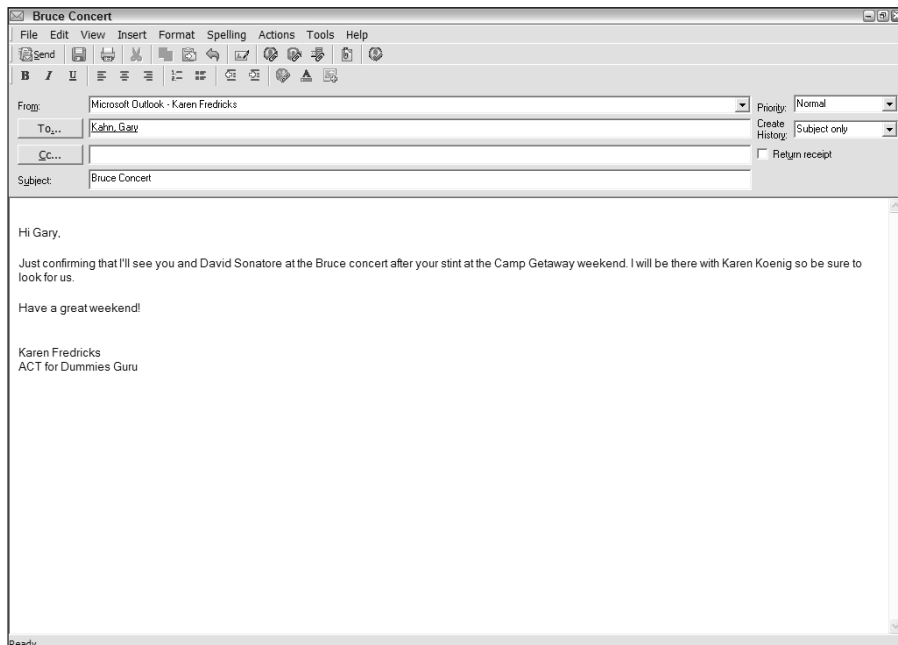 Bruce Concert
File Edit View Insert Format Spelling Actions Tools Help
Send
B I U
From: Microsoft Outlook - Karen Fredricks Priority: Normal
To... Kahn, Gary Create History: Subject only
Cc... Return receipt
Subject: Bruce Concert
Hi Gary,
Just confirming that I'll see you and David Sonatore at the Bruce concert after your stint at the Camp Getaway weekend. I will be there with Karen Koenig so be sure to
look for us.
Have a great weekend!
Karen Fredricks
ACT for Dummies Guru
Ready